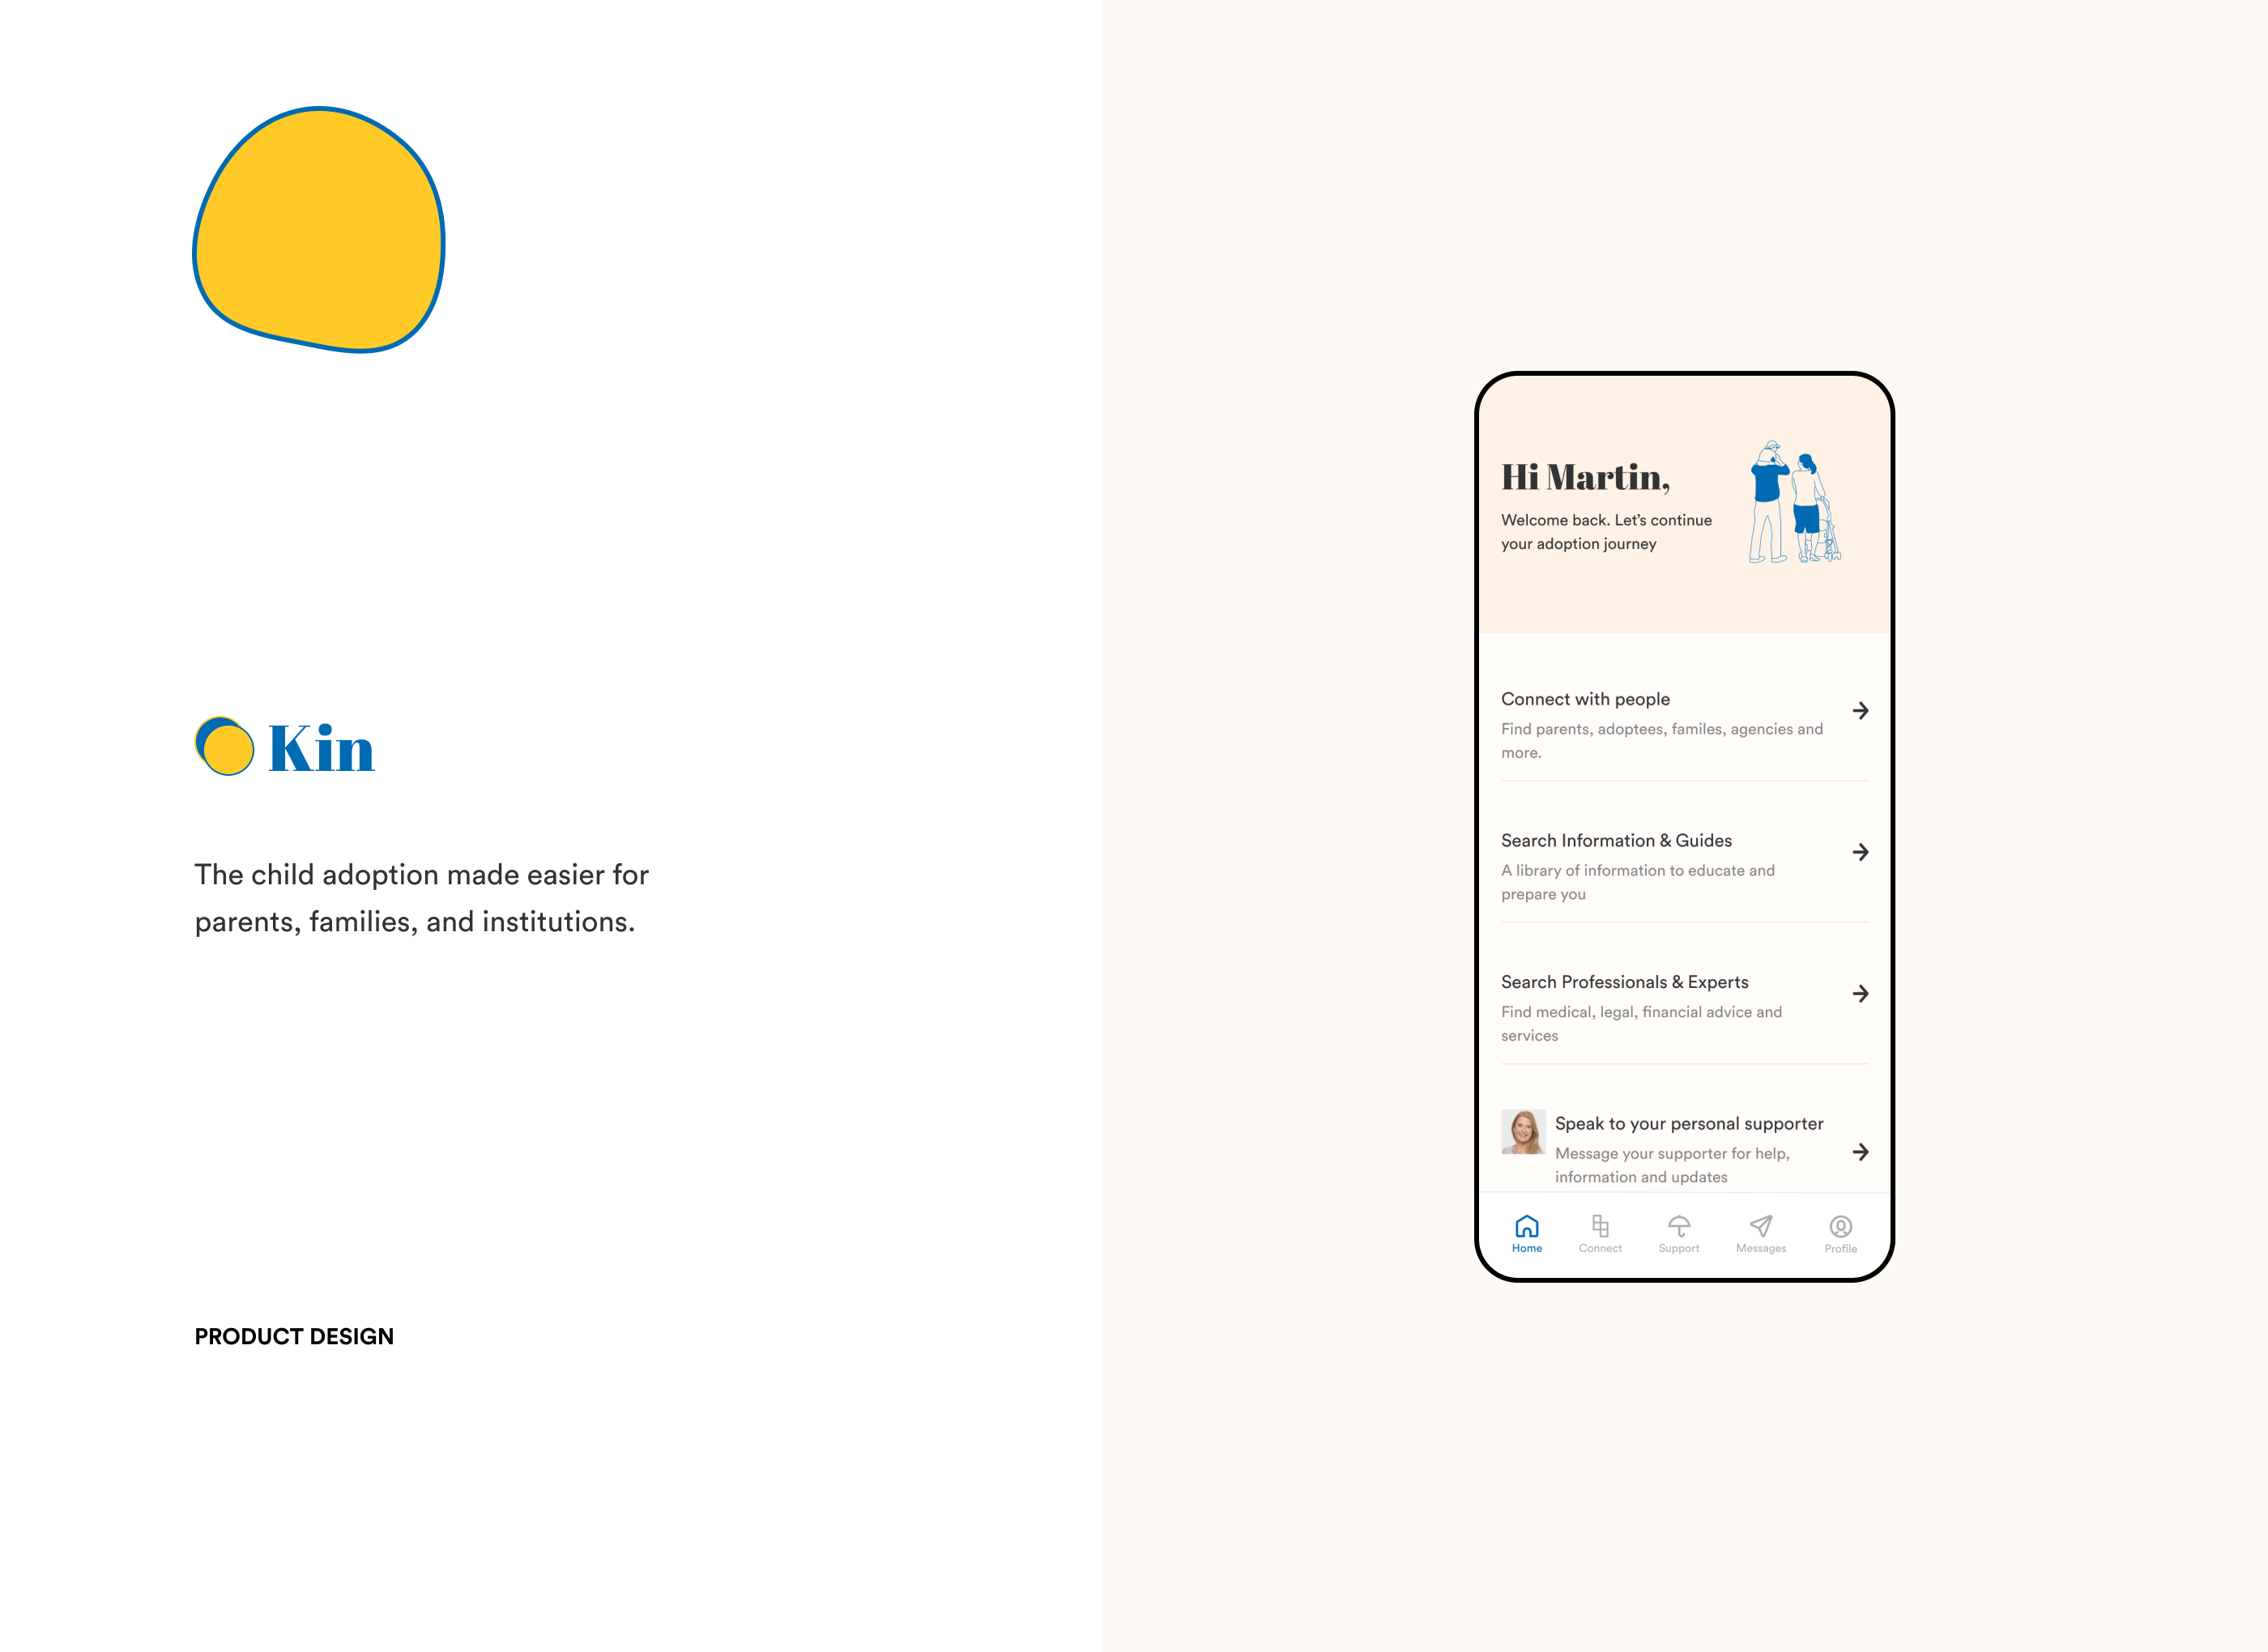 Kin
The child adoption made easier for
parents, families, and institutions.
PRODUCT DESIGN
Hi Martin,
Welcome back. Let's continue
your adoption journey
Connect with people
Find parents, adoptees, familes, agencies and
more.
Search Information & Guides
A library of information to educate and
prepare you
Search Professionals & Experts
Find medical, legal, financial advice and
services
Speak to your personal supporter
Message your supporter for help,
information and updates
Home
Connect
Support
Messages
Profile